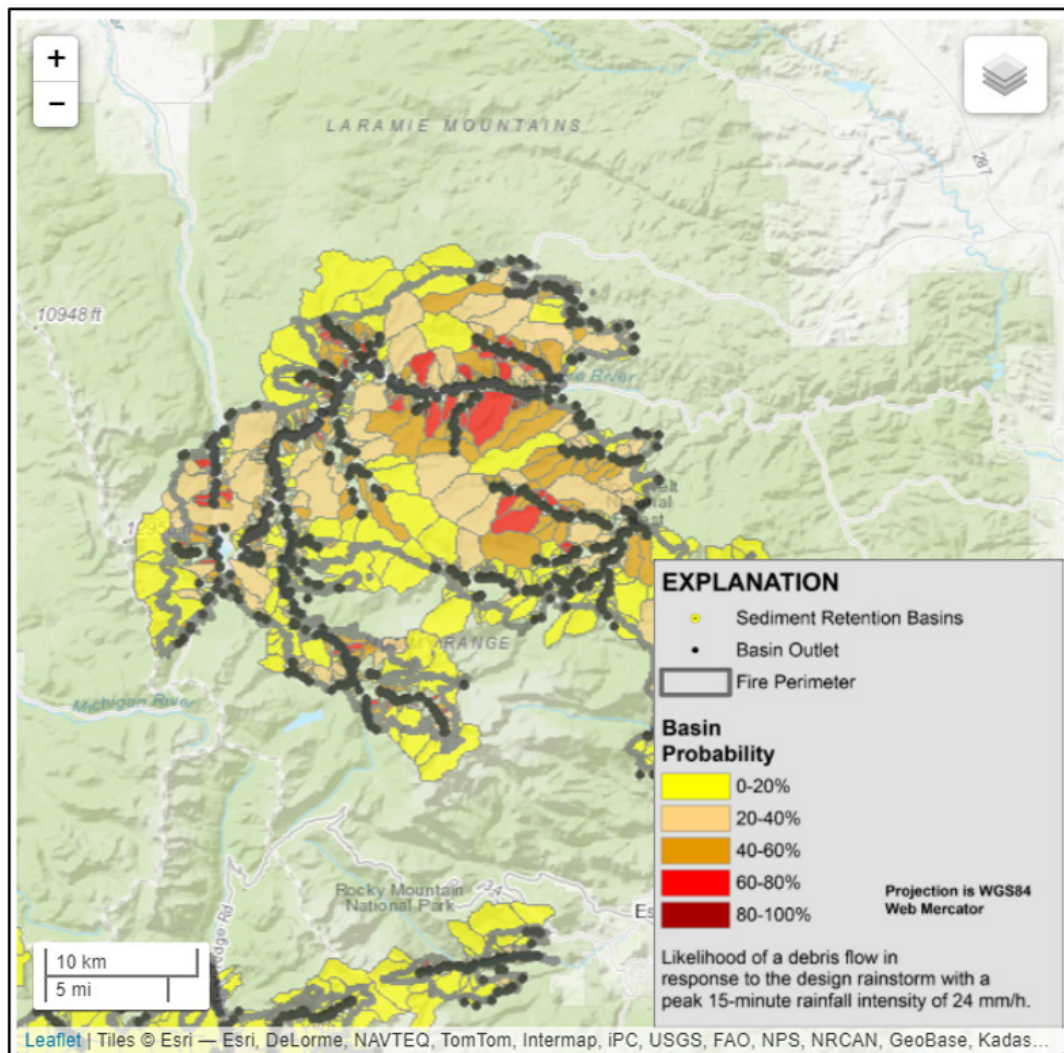 +
−
LARAMIE MOUNTAINS
287
10948 ft
River
RANGE
Michigan River
Rocky Mountain
National Park
34
Es
10 km
5 mi
EXPLANATION
Sediment Retention Basins
Basin Outlet
Fire Perimeter
Basin
Probability
0-20%
20-40%
40-60%
60-80%
80-100%
Projection is WGS84
Web Mercator
Likelihood of a debris flow in
response to the design rainstorm with a
peak 15-minute rainfall intensity of 24 mm/h.
Leaflet | Tiles © Esri — Esri, DeLorme, NAVTEQ, TomTom, Intermap, iPC, USGS, FAO, NPS, NRCAN, GeoBase, Kadas...